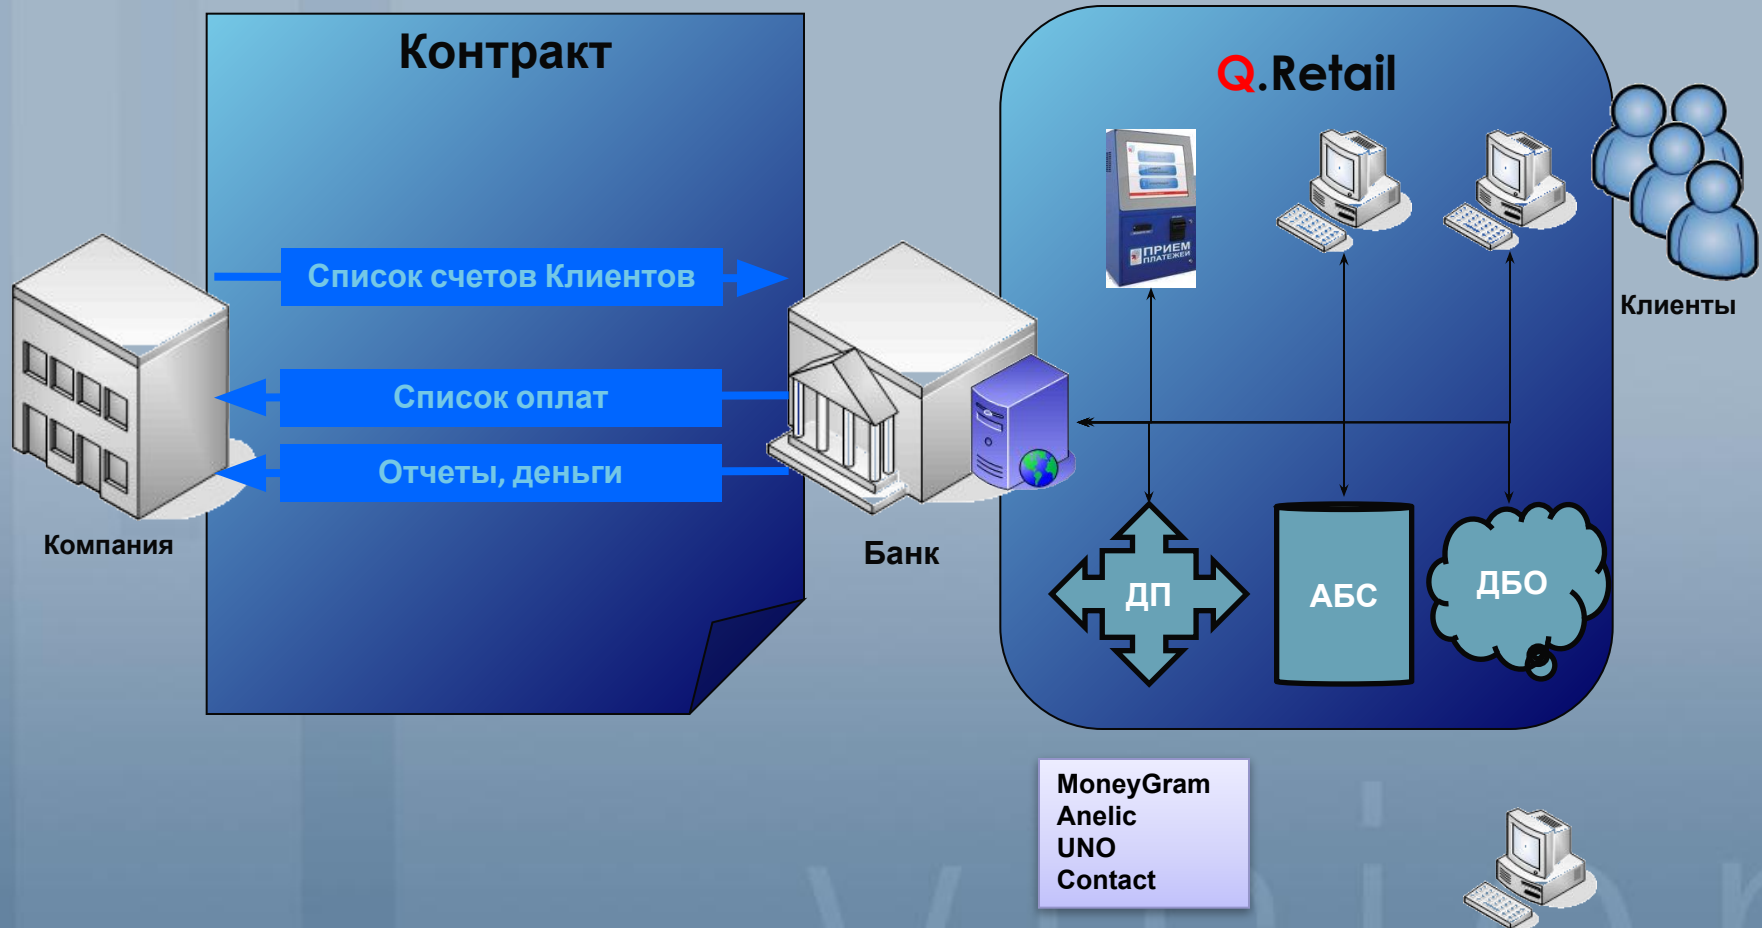 Контракт
Q.Retail
ПРИЕМ
ПЛАТЕЖЕЙ
Список счетов Клиентов
Клиенты
Список оплат
Отчеты, деньги
Компания
Банк
ДП
АБС
ДБО
MoneyGram
Anelic
UNO
Contact